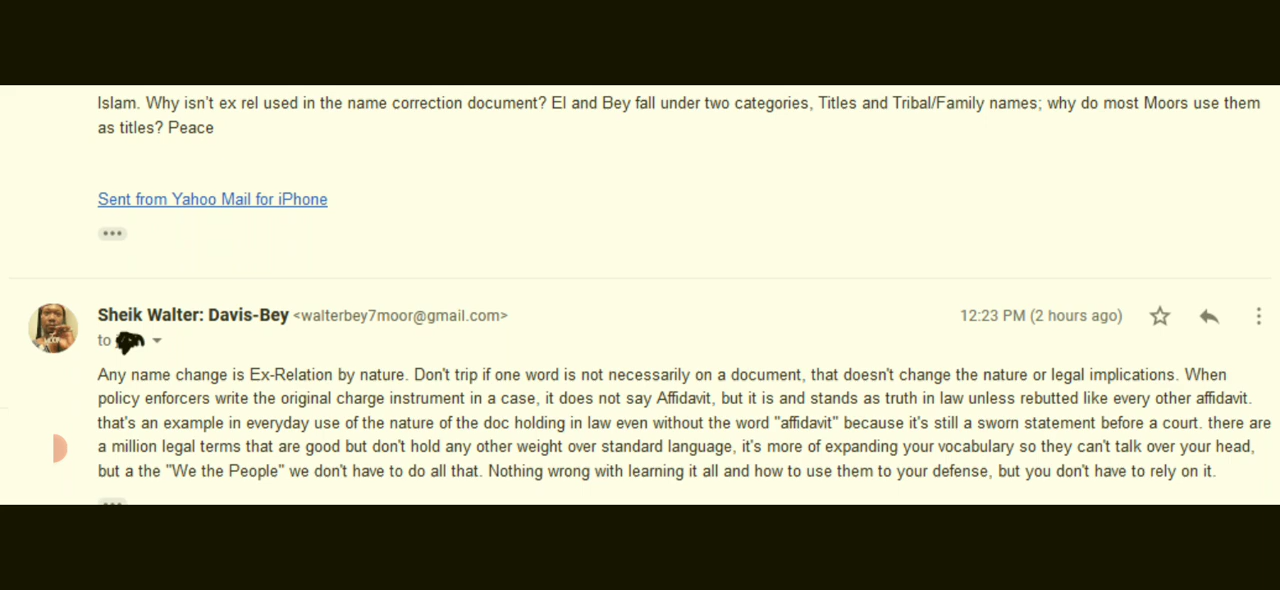 Islam. Why isn't ex rel used in the name correction document? El and Bey fall under two categories, Titles and Tribal/Family names; why do most Moors use them
as titles? Peace
Sent from Yahoo Mail for iPhone
Sheik Walter: Davis-Bey <walterbey7moor@gmail.com> 12:23 PM (2 hours ago)
to
Any name change is Ex-Relation by nature. Don't trip if one word is not necessarily on a document, that doesn't change the nature or legal implications. When
policy enforcers write the original charge instrument in a case, it does not say Affidavit, but it is and stands as truth in law unless rebutted like every other affidavit.
that's an example in everyday use of the nature of the doc holding in law even without the word "affidavit" because it's still a sworn statement before a court. there are
a million legal terms that are good but don't hold any other weight over standard language, it's more of expanding your vocabulary so they can't talk over your head,
but a the "We the People" we don't have to do all that. Nothing wrong with learning it all and how to use them to your defense, but you don't have to rely on it.